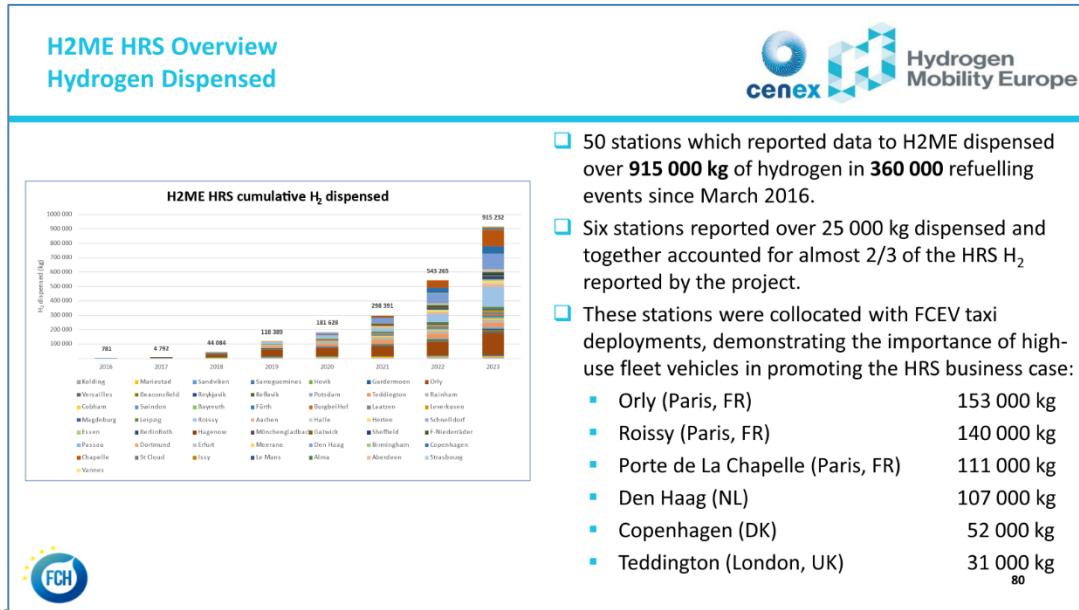 H2ME HRS Overview
Hydrogen Dispensed
cenex
Hydrogen
Mobility Europe
H2ME HRS cumulative H₂ dispensed
H₂ dispensed (kg)
1000 000
900 000
800 000
700 000
600 000
500 000
400 000
300 000
200 000
100 000
781
4 792
44 084
118 389
181 628
298 391
543 265
915 232
2016 2017 2018 2019 2020 2021 2022 2023
Kolding Mariestad Sandviken Sarreguemines Hovik Gardermoen Orly
Versailles Beaconsfield Reykjavik Keflavik Potsdam Teddington Rainham
Cobham Swindon Bayreuth Fürth Borgbeilhof Laatzen Leverkusen
Magdeburg Leipzig Roissy Aachen Halle Herten Schnelldorf
Essen BerlinRoth Hagenow Mönchengladbach Gatwick Sheffield F-Niederräder
Passau Dortmund Erfurt Meerane Den Haag Birmingham Copenhagen
Chapelle St Cloud Issy Le Mans Alma Aberdeen Strasbourg
Vannes
❑ 50 stations which reported data to H2ME dispensed
over 915 000 kg of hydrogen in 360 000 refuelling
events since March 2016.
❑ Six stations reported over 25 000 kg dispensed and
together accounted for almost 2/3 of the HRS H₂
reported by the project.
❑ These stations were collocated with FCEV taxi
deployments, demonstrating the importance of high-
use fleet vehicles in promoting the HRS business case:
▪ Orly (Paris, FR) 153 000 kg
▪ Roissy (Paris, FR) 140 000 kg
▪ Porte de La Chapelle (Paris, FR) 111 000 kg
▪ Den Haag (NL) 107 000 kg
▪ Copenhagen (DK) 52 000 kg
▪ Teddington (London, UK) 31 000 kg
80
FCH